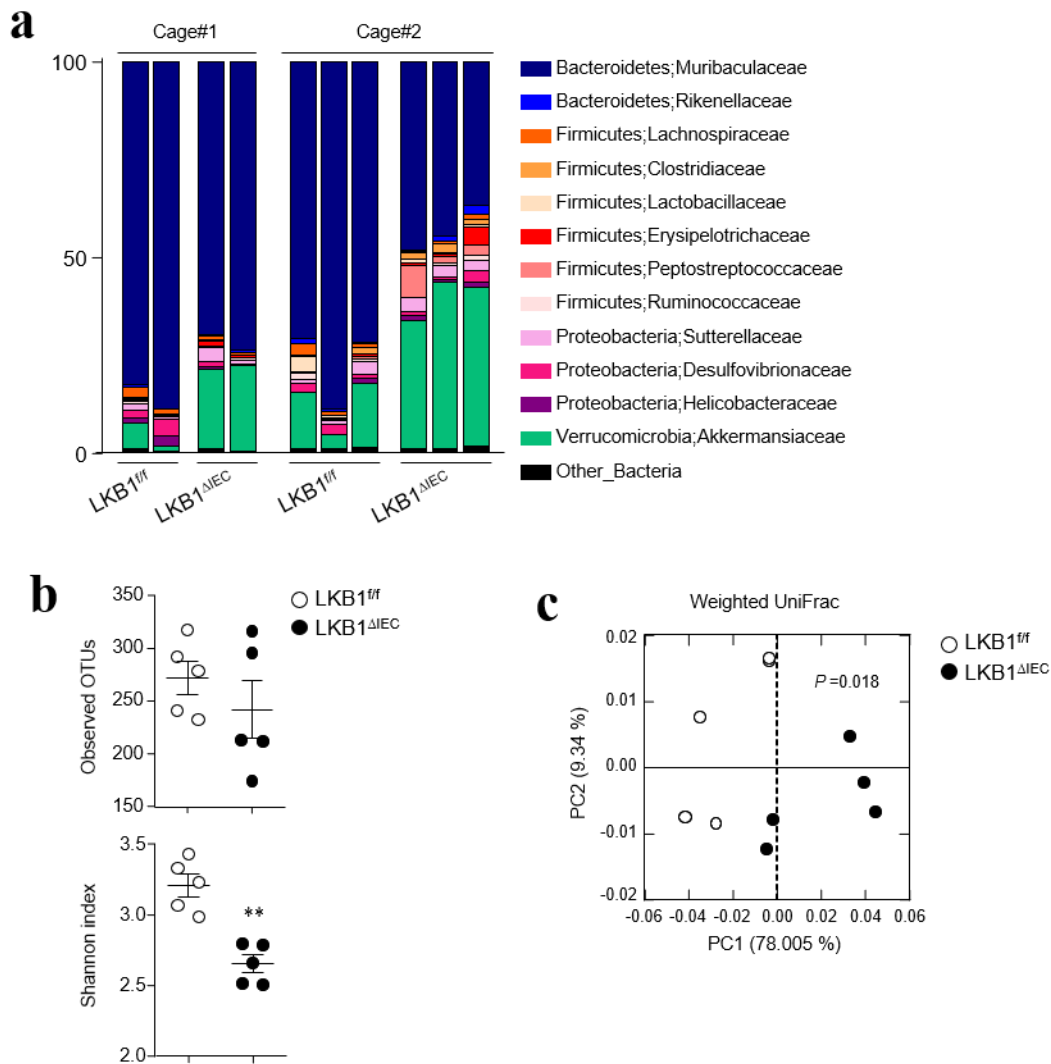 a
Cage#1
Cage#2
100
50
0
LKB1f/f
LKB1ΔIEC
LKB1f/f
LKB1ΔIEC
Bacteroidetes;Muribaculaceae
Bacteroidetes;Rikenellaceae
Firmicutes;Lachnospiraceae
Firmicutes;Clostridiaceae
Firmicutes;Lactobacillaceae
Firmicutes;Erysipelotrichaceae
Firmicutes;Peptostreptococcaceae
Firmicutes;Ruminococcaceae
Proteobacteria;Sutterellaceae
Proteobacteria;Desulfovibrionaceae
Proteobacteria;Helicobacteraceae
Verrucomicrobia;Akkermansiaceae
Other_Bacteria
b
LKB1f/f
LKB1ΔIEC
Observed OTUs
350
300
250
200
150
Shannon index
3.5
3.0
2.5
2.0
**
c
Weighted UniFrac
LKB1f/f
LKB1ΔIEC
P =0.018
PC2 (9.34 %)
0.02
0.01
0.00
-0.01
-0.02
-0.06 -0.04 -0.02 0.00 0.02 0.04 0.06
PC1 (78.005 %)